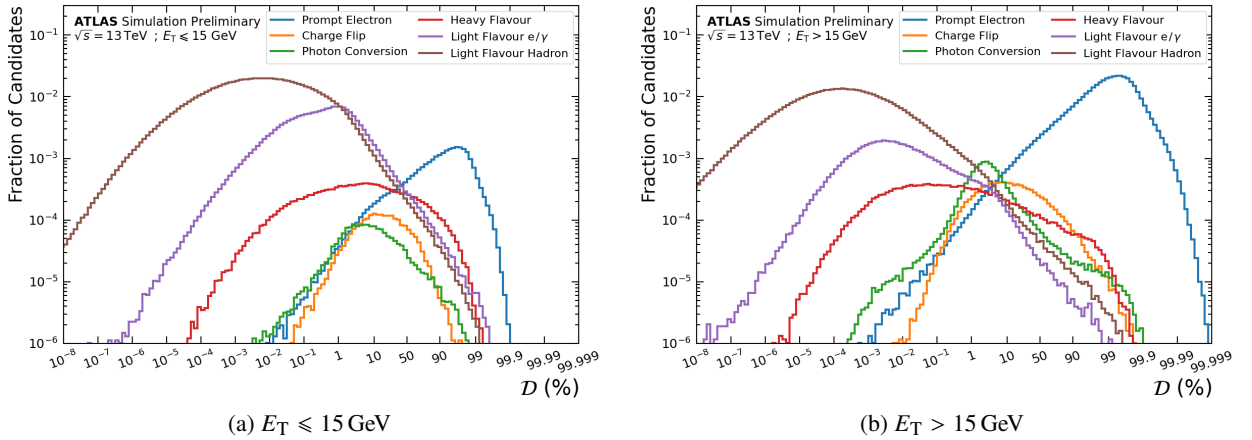 ATLAS Simulation Preliminary
√s = 13 TeV ; E_T ⩽ 15 GeV
Prompt Electron
Charge Flip
Photon Conversion
Heavy Flavour
Light Flavour e/γ
Light Flavour Hadron
Fraction of Candidates
10⁻¹
10⁻²
10⁻³
10⁻⁴
10⁻⁵
10⁻⁶
10⁻⁸ 10⁻⁷ 10⁻⁶ 10⁻⁵ 10⁻⁴ 10⁻³ 10⁻² 10⁻¹ 1 10 50 90 99 99.9 99.99 99.999
𝒟 (%)
(a) E_T ⩽ 15 GeV
ATLAS Simulation Preliminary
√s = 13 TeV ; E_T > 15 GeV
Prompt Electron
Charge Flip
Photon Conversion
Heavy Flavour
Light Flavour e/γ
Light Flavour Hadron
Fraction of Candidates
10⁻¹
10⁻²
10⁻³
10⁻⁴
10⁻⁵
10⁻⁶
10⁻⁸ 10⁻⁷ 10⁻⁶ 10⁻⁵ 10⁻⁴ 10⁻³ 10⁻² 10⁻¹ 1 10 50 90 99 99.9 99.99 99.999
𝒟 (%)
(b) E_T > 15 GeV